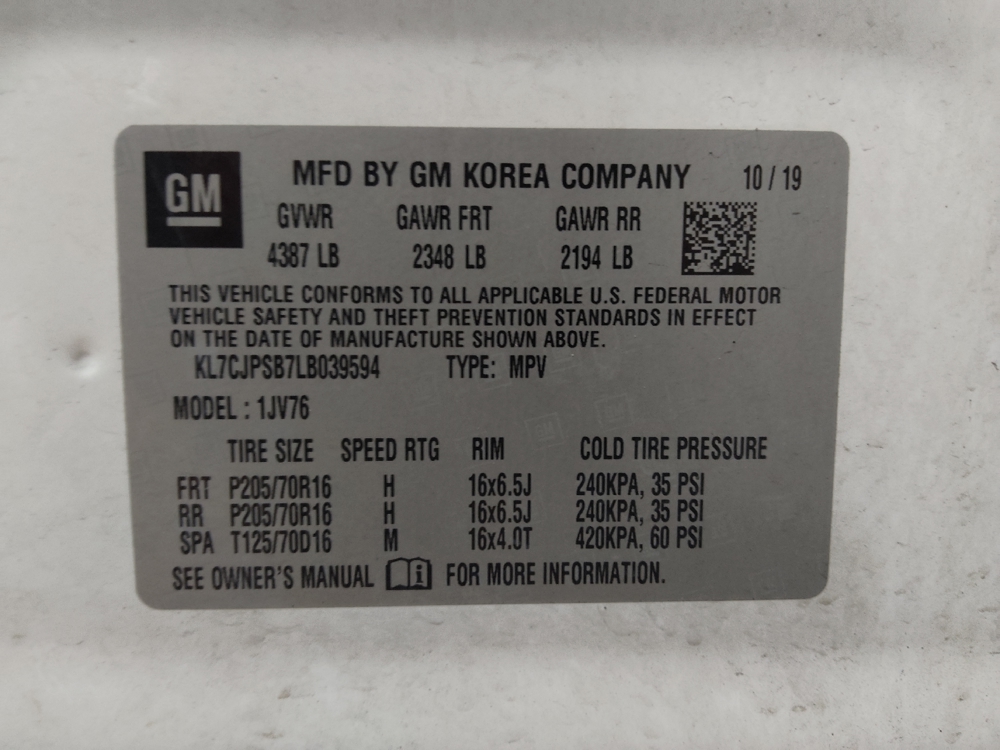 GM
MFD BY GM KOREA COMPANY 10 / 19
GVWR GAWR FRT GAWR RR
4387 LB 2348 LB 2194 LB
THIS VEHICLE CONFORMS TO ALL APPLICABLE U.S. FEDERAL MOTOR
VEHICLE SAFETY AND THEFT PREVENTION STANDARDS IN EFFECT
ON THE DATE OF MANUFACTURE SHOWN ABOVE.
KL7CJPSB7LB039594 TYPE: MPV
MODEL : 1JV76
TIRE SIZE SPEED RTG RIM COLD TIRE PRESSURE
FRT P205/70R16 H 16x6.5J 240KPA, 35 PSI
RR P205/70R16 H 16x6.5J 240KPA, 35 PSI
SPA T125/70D16 M 16x4.0T 420KPA, 60 PSI
SEE OWNER'S MANUAL i FOR MORE INFORMATION.